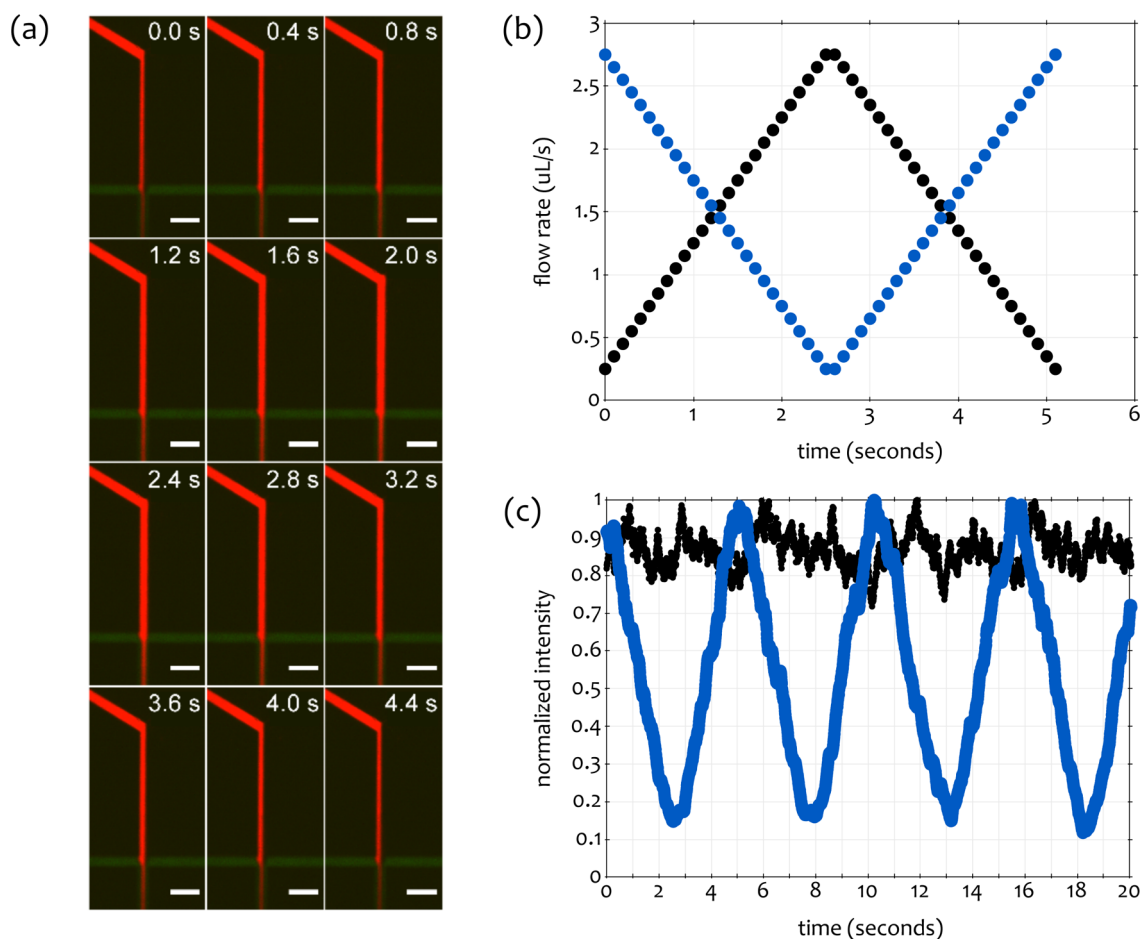 (a)
0.0 s
0.4 s
0.8 s
1.2 s
1.6 s
2.0 s
2.4 s
2.8 s
3.2 s
3.6 s
4.0 s
4.4 s
(b)
3
2.5
2
1.5
1
0.5
0
flow rate (uL/s)
0 1 2 3 4 5 6
time (seconds)
(c)
1
0.9
0.8
0.7
0.6
0.5
0.4
0.3
0.2
0.1
0
normalized intensity
0 2 4 6 8 10 12 14 16 18 20
time (seconds)